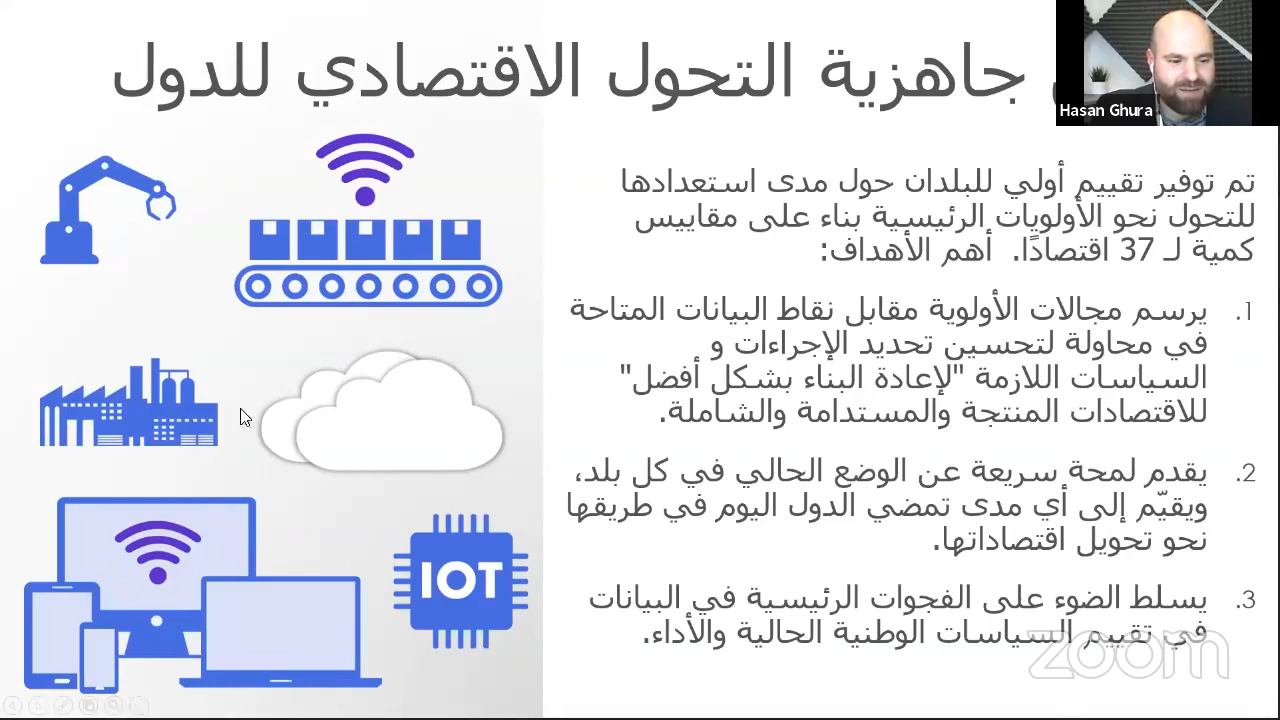 جاهزية التحول الاقتصادي للدول
Hasan Ghura
تم توفير تقييم أولي للبلدان حول مدى استعدادها
للتحول نحو الأولويات الرئيسية بناء على مقاييس
كمية لـ 37 اقتصادًا. أهم الأهداف:
1. يرسم مجالات الأولوية مقابل نقاط البيانات المتاحة
في محاولة لتحسين تحديد الإجراءات و
السياسات اللازمة "لإعادة البناء بشكل أفضل"
للاقتصادات المنتجة والمستدامة والشاملة.
2. يقدم لمحة سريعة عن الوضع الحالي في كل بلد،
ويقيّم إلى أي مدى تمضي الدول اليوم في طريقها
نحو تحويل اقتصاداتها.
3. يسلط الضوء على الفجوات الرئيسية في البيانات
في تقييم السياسات الوطنية الحالية والأداء.
IOT
zoom